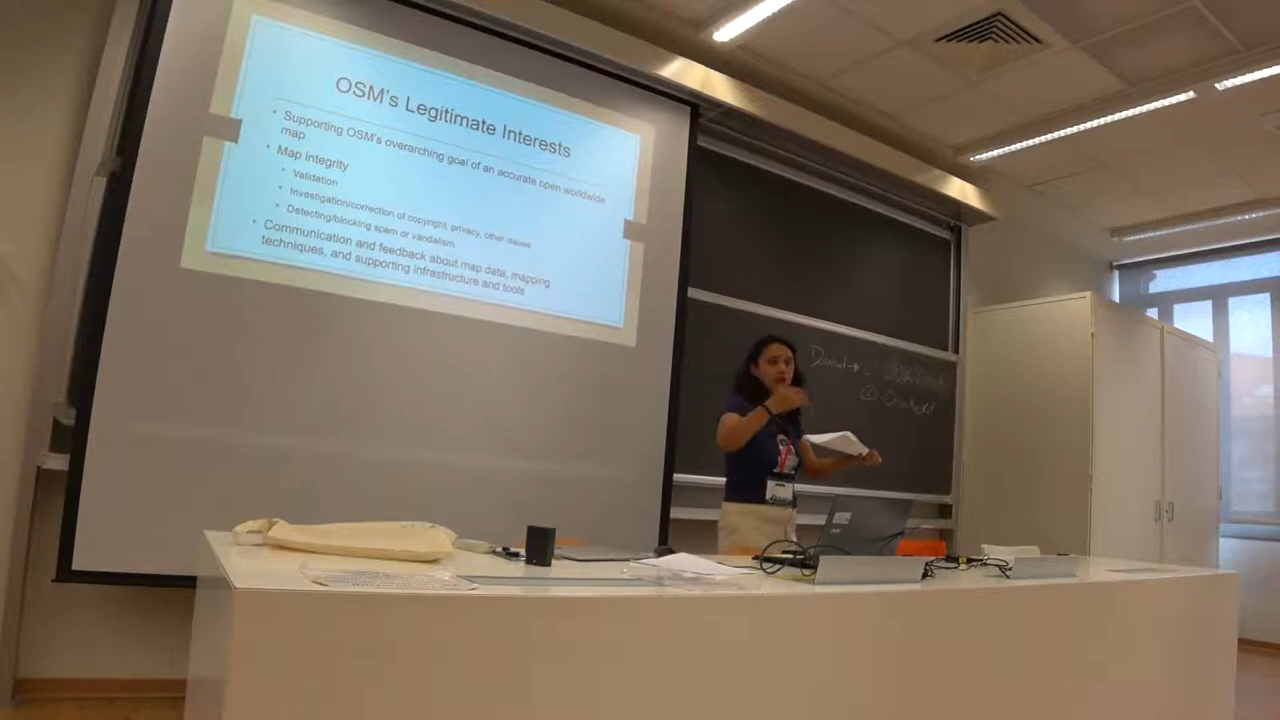 OSM's Legitimate Interests
• Supporting OSM's overarching goal of an accurate open worldwide
map
• Map integrity
• Validation
• Investigation/correction of copyright, privacy, other issues
• Detecting/blocking spam or vandalism
• Communication and feedback about map data, mapping
techniques, and supporting infrastructure and tools